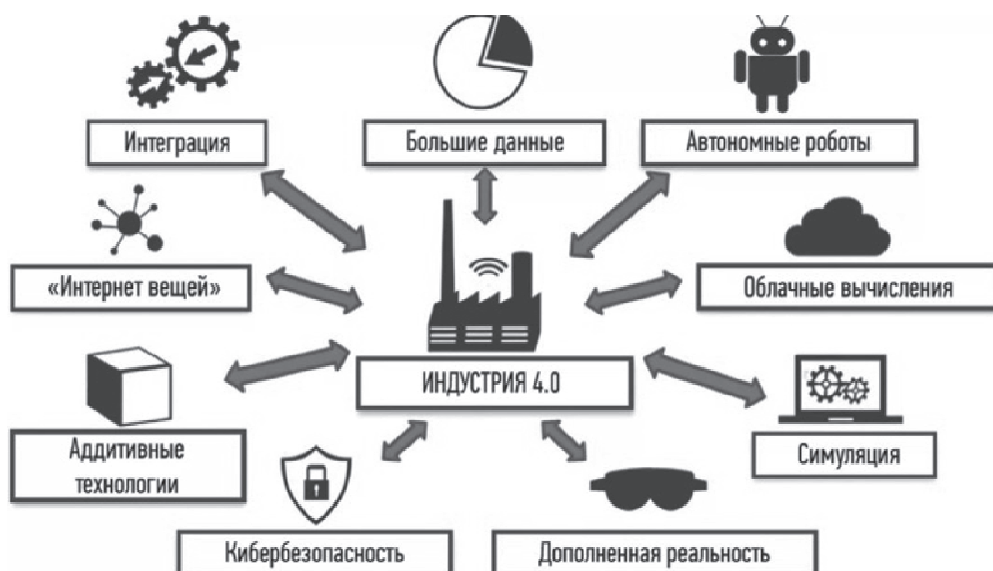 Интеграция
Большие данные
Автономные роботы
«Интернет вещей»
Облачные вычисления
ИНДУСТРИЯ 4.0
Аддитивные
технологии
Симуляция
Кибербезопасность
Дополненная реальность